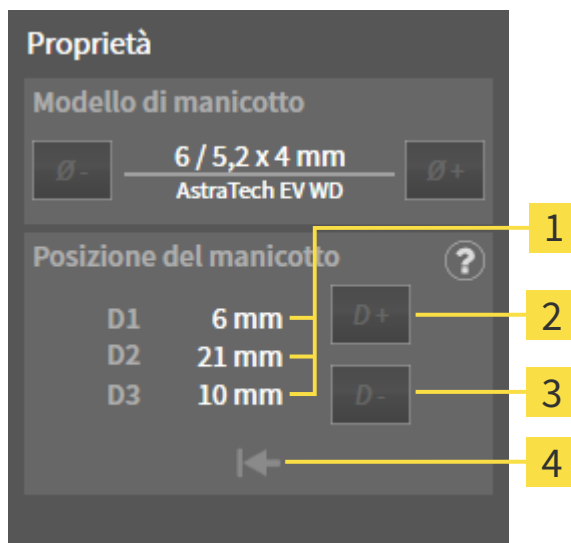 Proprietà
Modello di manicotto
Ø - 6 / 5,2 x 4 mm Ø +
AstraTech EV WD
Posizione del manicotto ?
D1 6 mm D +
D2 21 mm
D3 10 mm D -
1
2
3
4